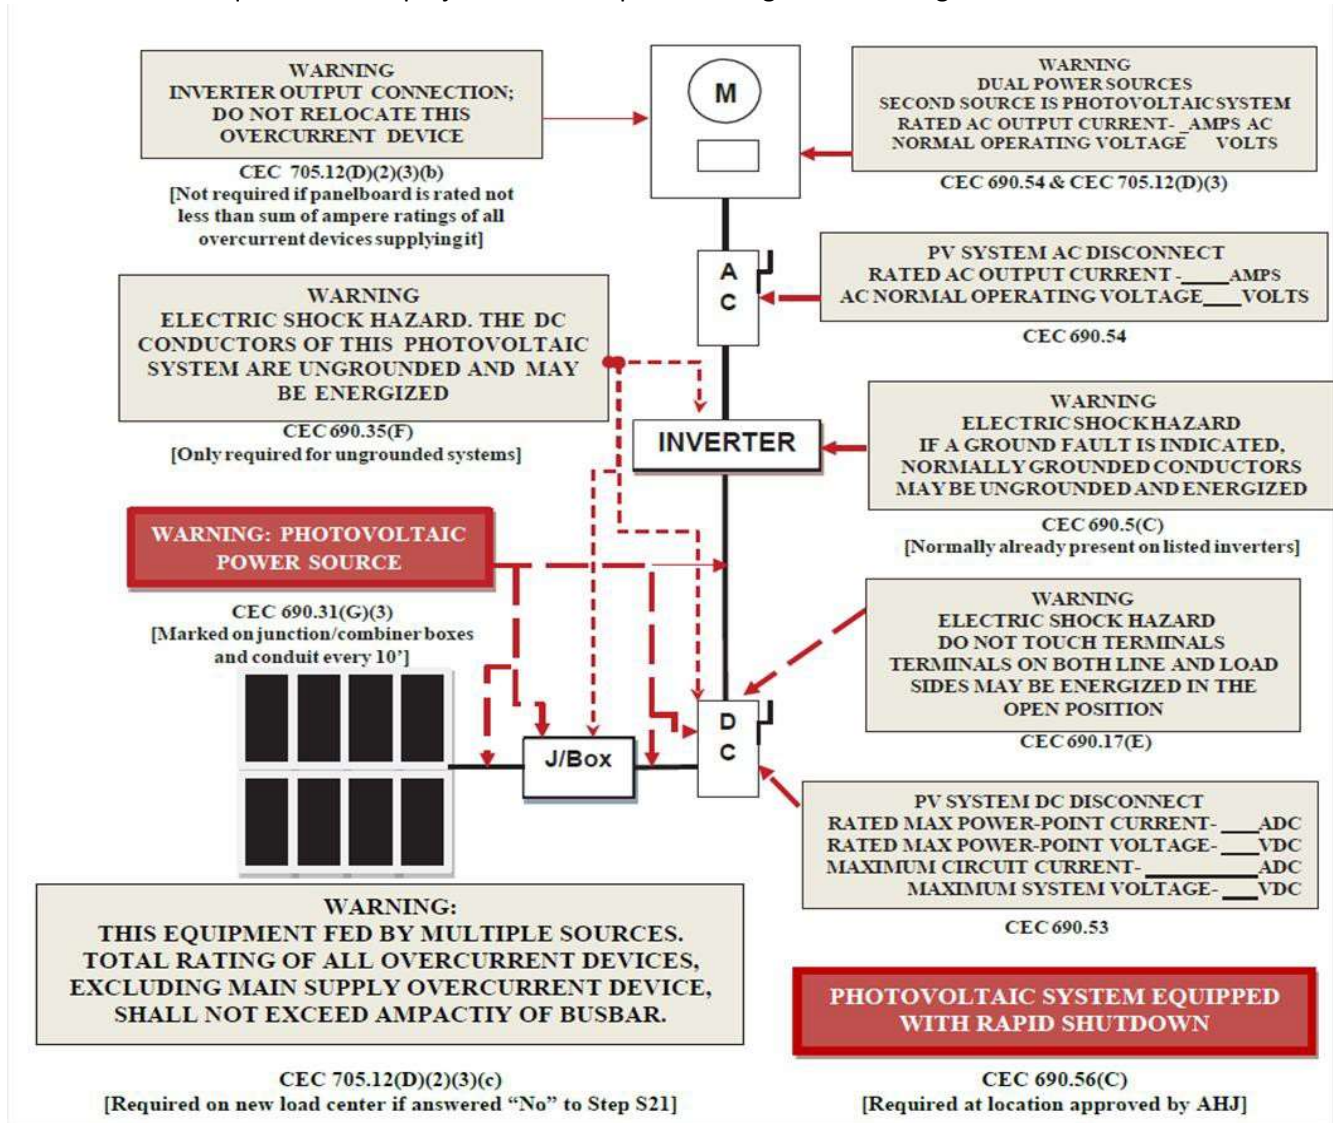 WARNING
INVERTER OUTPUT CONNECTION;
DO NOT RELOCATE THIS
OVERCURRENT DEVICE
CEC 705.12(D)(2)(3)(b)
[Not required if panelboard is rated not
less than sum of ampere ratings of all
overcurrent devices supplying it]
M
WARNING
DUAL POWER SOURCES
SECOND SOURCE IS PHOTOVOLTAIC SYSTEM
RATED AC OUTPUT CURRENT- _AMPS AC
NORMAL OPERATING VOLTAGE VOLTS
CEC 690.54 & CEC 705.12(D)(3)
A
C
PV SYSTEM AC DISCONNECT
RATED AC OUTPUT CURRENT -____AMPS
AC NORMAL OPERATING VOLTAGE___VOLTS
CEC 690.54
WARNING
ELECTRIC SHOCK HAZARD. THE DC
CONDUCTORS OF THIS PHOTOVOLTAIC
SYSTEM ARE UNGROUNDED AND MAY
BE ENERGIZED
CEC 690.35(F)
[Only required for ungrounded systems]
INVERTER
WARNING
ELECTRIC SHOCK HAZARD
IF A GROUND FAULT IS INDICATED,
NORMALLY GROUNDED CONDUCTORS
MAY BE UNGROUNDED AND ENERGIZED
CEC 690.5(C)
[Normally already present on listed inverters]
WARNING: PHOTOVOLTAIC
POWER SOURCE
CEC 690.31(G)(3)
[Marked on junction/combiner boxes
and conduit every 10']
WARNING
ELECTRIC SHOCK HAZARD
DO NOT TOUCH TERMINALS
TERMINALS ON BOTH LINE AND LOAD
SIDES MAY BE ENERGIZED IN THE
OPEN POSITION
CEC 690.17(E)
J/Box
D
C
PV SYSTEM DC DISCONNECT
RATED MAX POWER-POINT CURRENT- ___ADC
RATED MAX POWER-POINT VOLTAGE- ___VDC
MAXIMUM CIRCUIT CURRENT- _________ADC
MAXIMUM SYSTEM VOLTAGE- ___VDC
CEC 690.53
WARNING:
THIS EQUIPMENT FED BY MULTIPLE SOURCES.
TOTAL RATING OF ALL OVERCURRENT DEVICES,
EXCLUDING MAIN SUPPLY OVERCURRENT DEVICE,
SHALL NOT EXCEED AMPACTIY OF BUSBAR.
CEC 705.12(D)(2)(3)(c)
[Required on new load center if answered “No” to Step S21]
PHOTOVOLTAIC SYSTEM EQUIPPED
WITH RAPID SHUTDOWN
CEC 690.56(C)
[Required at location approved by AHJ]